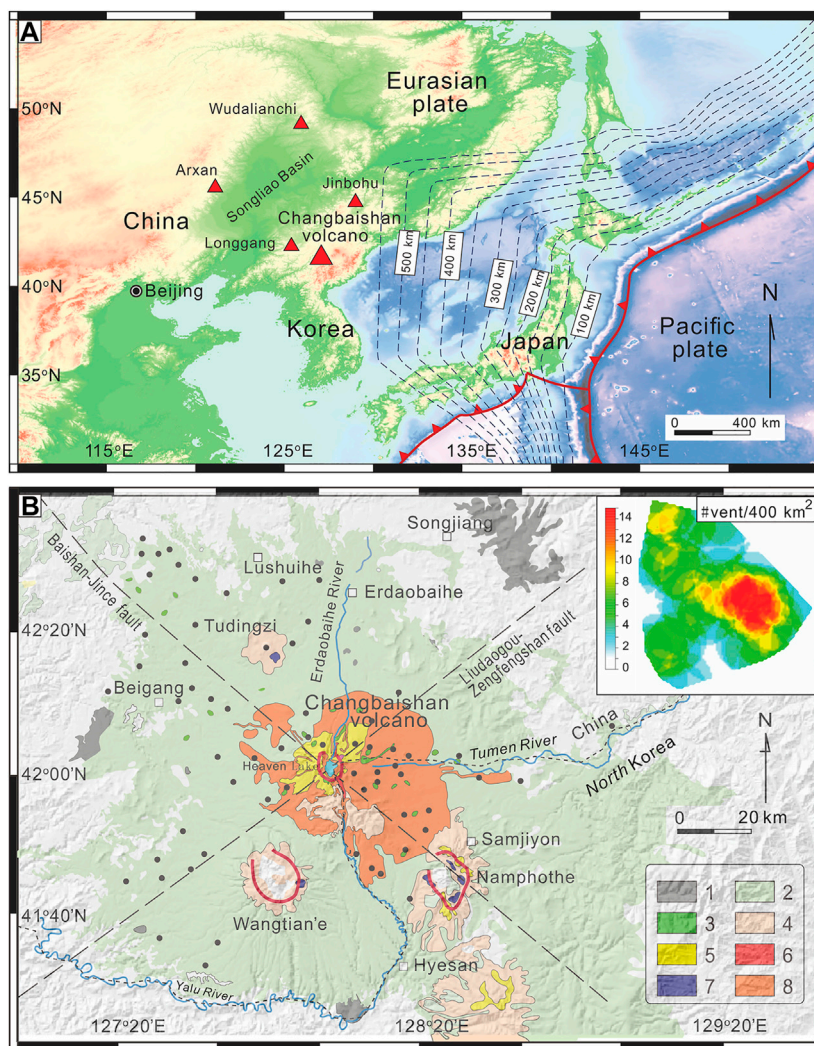 A
50°N
45°N
40°N
35°N
115°E
125°E
135°E
145°E
Eurasian
plate
Wudalianchi
Arxan
Songliao Basin
Jinbohu
China
Changbaishan
volcano
Longgang
Beijing
Korea
Japan
Pacific
plate
500 km
400 km
300 km
200 km
100 km
N
0 400 km
B
Songjiang
Baishan-Jince fault
Lushuihe
Erdaobaihe
Erdaobaihe River
#vent/400 km²
14
12
10
8
6
4
2
0
42°20'N
Tudingzi
Liudaogou-
Zengfengshan fault
Beigang
Changbaishan
volcano
China
Tumen River
North Korea
N
42°00'N
Heaven Lake
0 20 km
Samjiyon
Namphothe
41°40'N
Wangtian'e
Hyesan
Yalu River
1 2
3 4
5 6
7 8
127°20'E
128°20'E
129°20'E